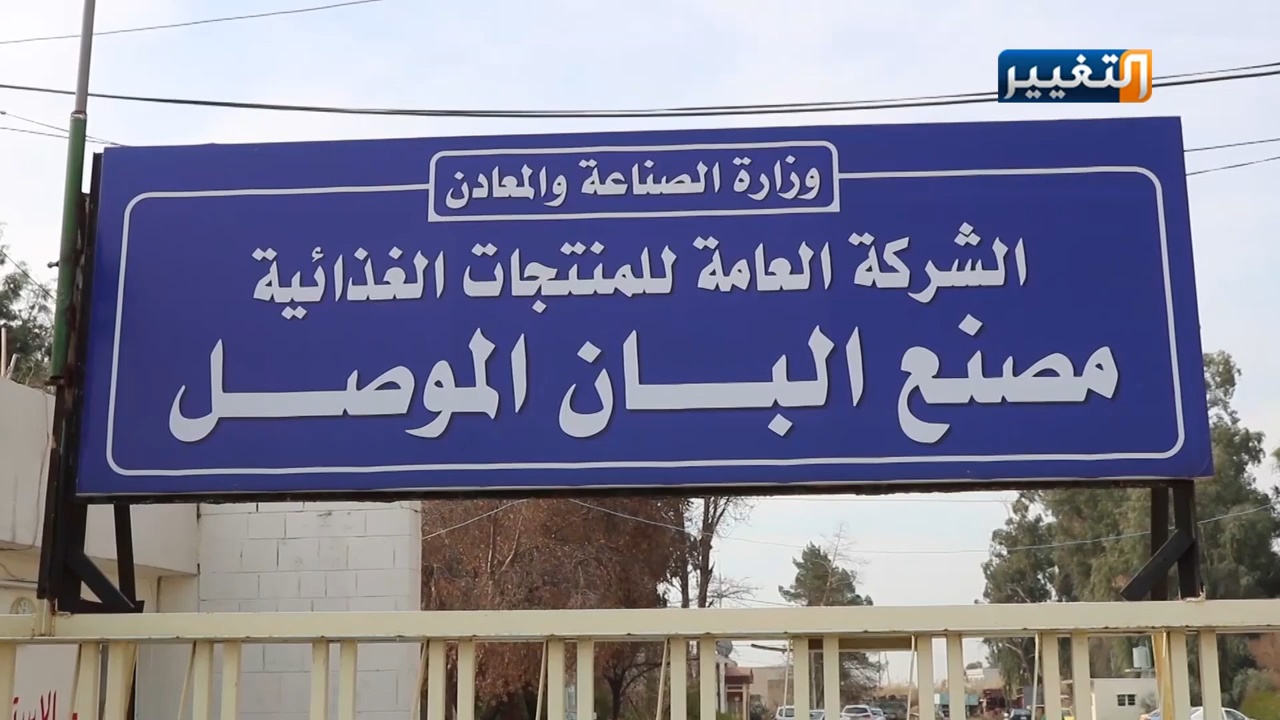 التغيير
وزارة الصناعة والمعادن
الشركة العامة للمنتجات الغذائية
مصنع البان الموصل